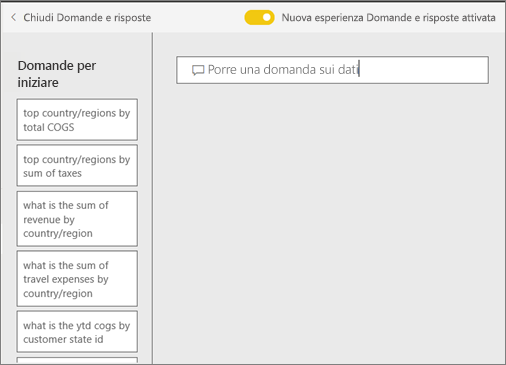 Chiudi Domande e risposte
Nuova esperienza Domande e risposte attivata
Domande per
iniziare
top country/regions by
total COGS
top country/regions by
sum of taxes
what is the sum of
revenue by
country/region
what is the sum of
travel expenses by
country/region
what is the ytd cogs by
customer state id
Porre una domanda sui dati